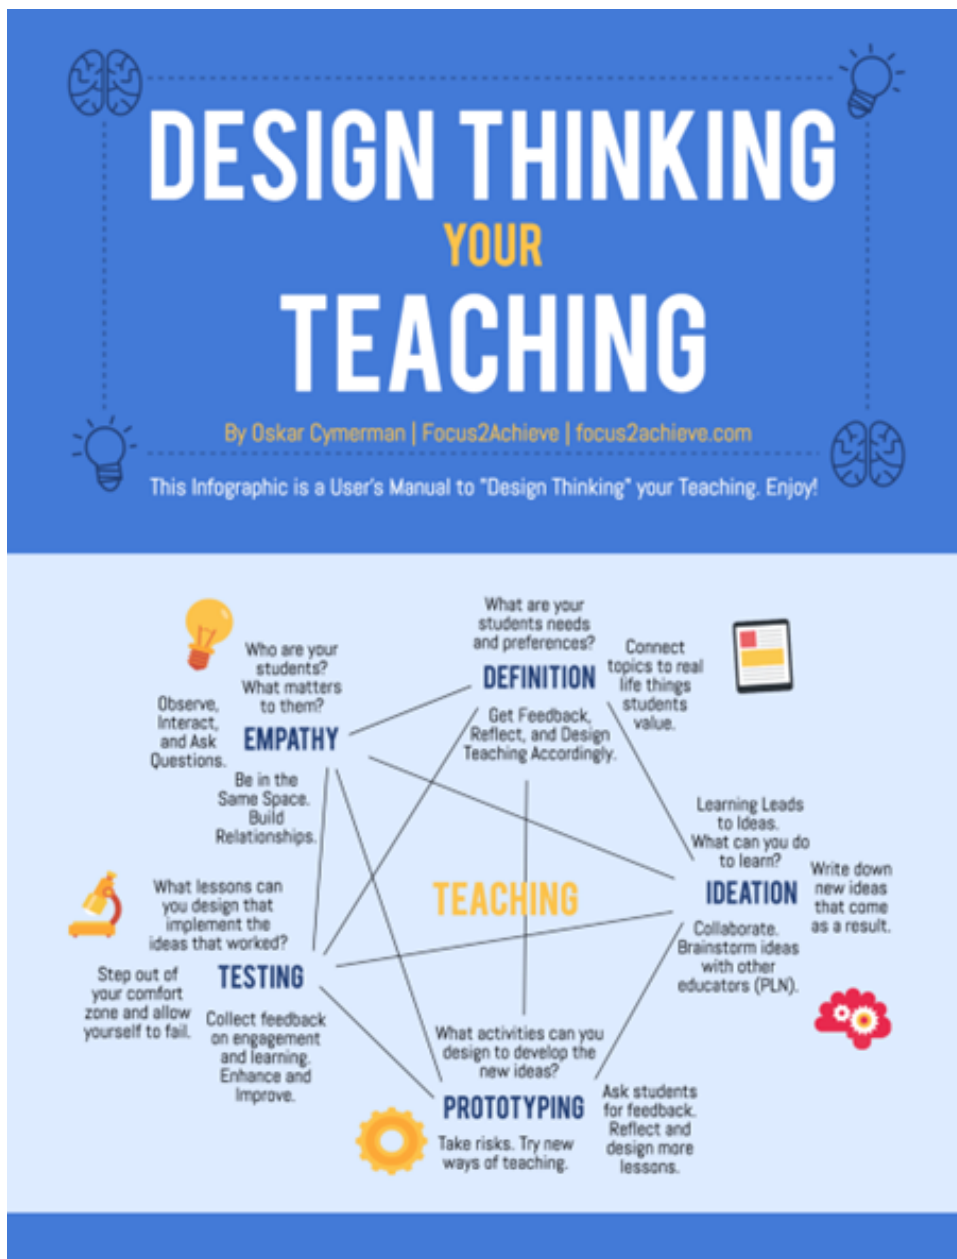 DESIGN THINKING
YOUR
TEACHING
By Oskar Cymerman | Focus2Achieve | focus2achieve.com
This Infographic is a User's Manual to "Design Thinking" your Teaching. Enjoy!
Who are your
students?
What matters
to them?
Observe,
Interact,
and Ask
Questions.
EMPATHY
Be in the
Same Space.
Build
Relationships.
What are your
students needs
and preferences?
DEFINITION
Connect
topics to real
life things
students
value.
Get Feedback,
Reflect, and Design
Teaching Accordingly.
Learning Leads
to Ideas.
What can you do
to learn?
IDEATION
Write down
new ideas
that come
as a result.
Collaborate.
Brainstorm ideas
with other
educators (PLN).
TEACHING
What lessons can
you design that
implement the
ideas that worked?
TESTING
Step out of
your comfort
zone and allow
yourself to fail.
Collect feedback
on engagement
and learning.
Enhance and
Improve.
What activities can you
design to develop the
new ideas?
PROTOTYPING
Take risks. Try new
ways of teaching.
Ask students
for feedback.
Reflect and
design more
lessons.